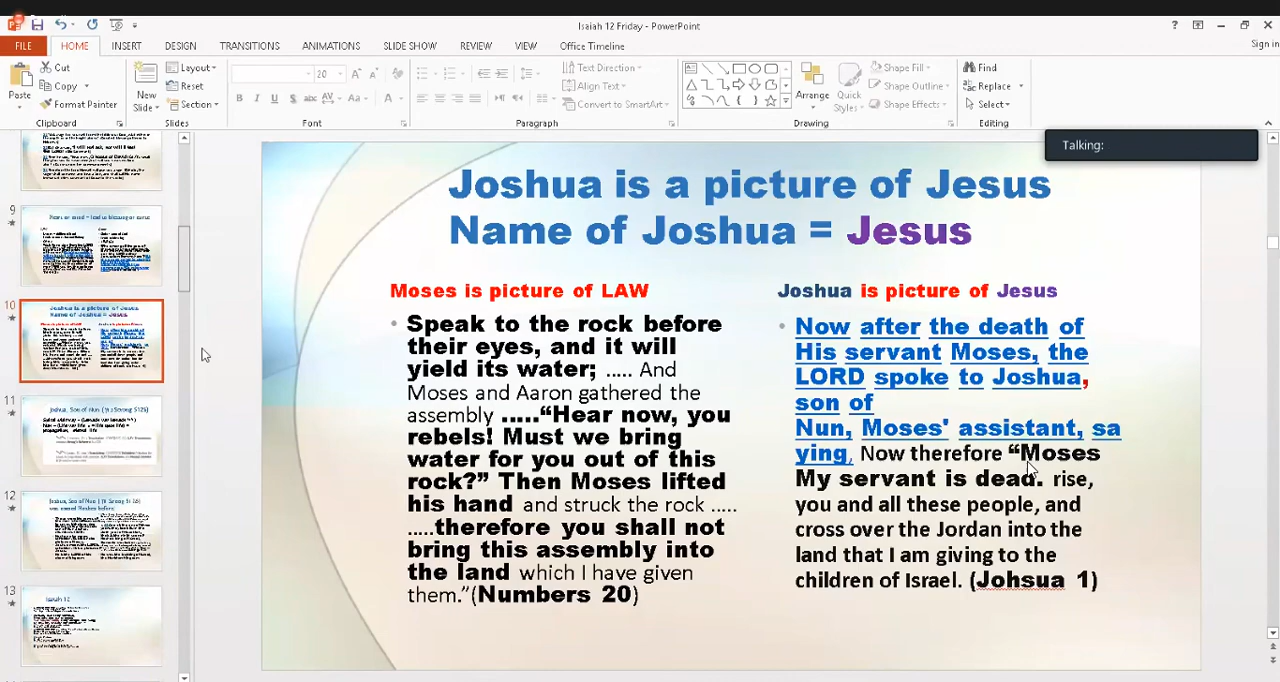 Isaiah 12 Friday - PowerPoint
Sign in
FILE HOME INSERT DESIGN TRANSITIONS ANIMATIONS SLIDE SHOW REVIEW VIEW Office Timeline
Paste
Cut
Copy
Format Painter
Clipboard
New
Slide
Layout
Reset
Section
Slides
20
Font
Text Direction
Align Text
Convert to SmartArt
Paragraph
Arrange
Quick
Styles
Shape Fill
Shape Outline
Shape Effects
Drawing
Find
Replace
Select
Editing
Talking:
9
10
11
12
13
Joshua is a picture of Jesus
Name of Joshua = Jesus
Moses is picture of LAW
• Speak to the rock before
their eyes, and it will
yield its water; ..... And
Moses and Aaron gathered the
assembly .....“Hear now, you
rebels! Must we bring
water for you out of this
rock?” Then Moses lifted
his hand and struck the rock .....
.....therefore you shall not
bring this assembly into
the land which I have given
them.”(Numbers 20)
Joshua is picture of Jesus
• Now after the death of
His servant Moses, the
LORD spoke to Joshua,
son of
Nun, Moses' assistant, sa
ying, Now therefore “Moses
My servant is dead. rise,
you and all these people, and
cross over the Jordan into the
land that I am giving to the
children of Israel. (Johsua 1)